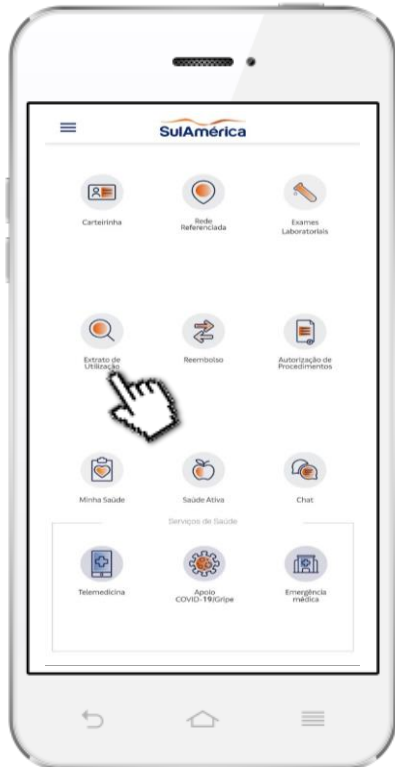 SulAmérica
Carteirinha
Rede
Referenciada
Exames
Laboratoriais
Extrato de
Utilização
Reembolso
Autorização de
Procedimentos
Minha Saúde
Saúde Ativa
Chat
Serviços de Saúde
Telemedicina
Apoio
COVID-19/Gripe
Emergência
médica